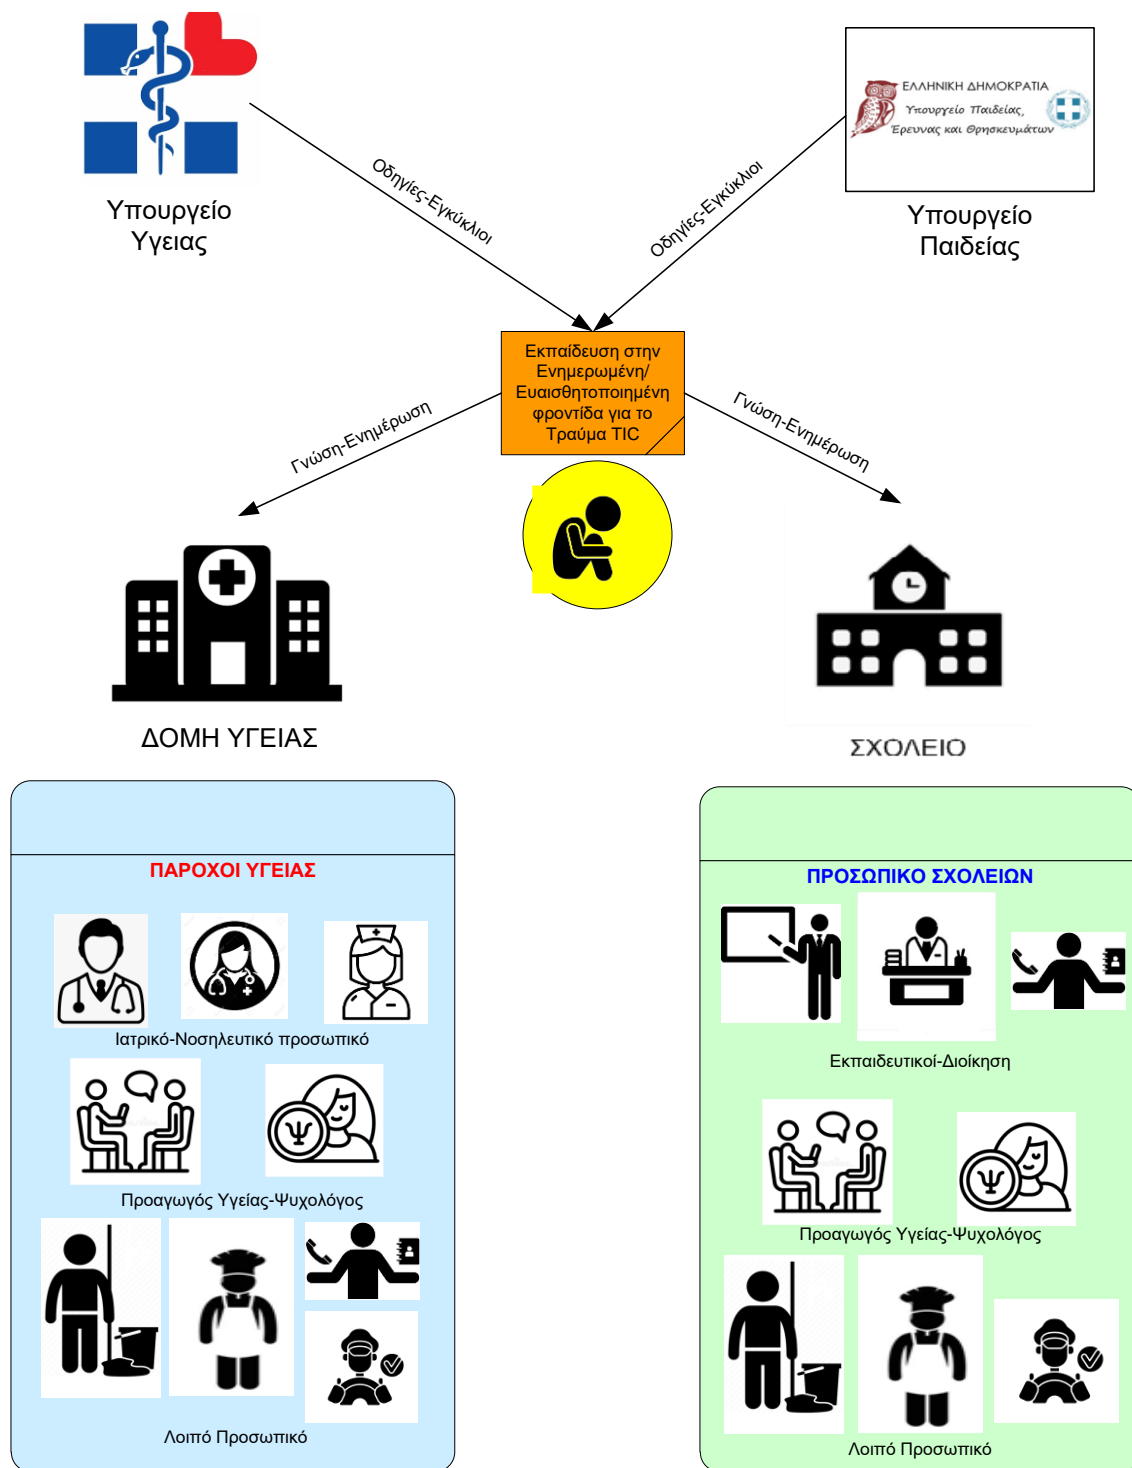 ΕΛΛΗΝΙΚΗ ΔΗΜΟΚΡΑΤΙΑ
Υπουργείο Παιδείας,
Έρευνας και Θρησκευμάτων
Υπουργείο
Υγειας
Υπουργείο
Παιδείας
Οδηγίες-Εγκύκλιοι
Οδηγίες-Εγκύκλιοι
Εκπαίδευση στην
Ενημερωμένη/
Ευαισθητοποιημένη
φροντίδα για το
Τραύμα TIC
Γνώση-Ενημέρωση
Γνώση-Ενημέρωση
ΔΟΜΗ ΥΓΕΙΑΣ
ΣΧΟΛΕΙΟ
ΠΑΡΟΧΟΙ ΥΓΕΙΑΣ
Ιατρικό-Νοσηλευτικό προσωπικό
Ψ
Προαγωγός Υγείας-Ψυχολόγος
Λοιπό Προσωπικό
ΠΡΟΣΩΠΙΚΟ ΣΧΟΛΕΙΩΝ
Εκπαιδευτικοί-Διοίκηση
Ψ
Προαγωγός Υγείας-Ψυχολόγος
Λοιπό Προσωπικό